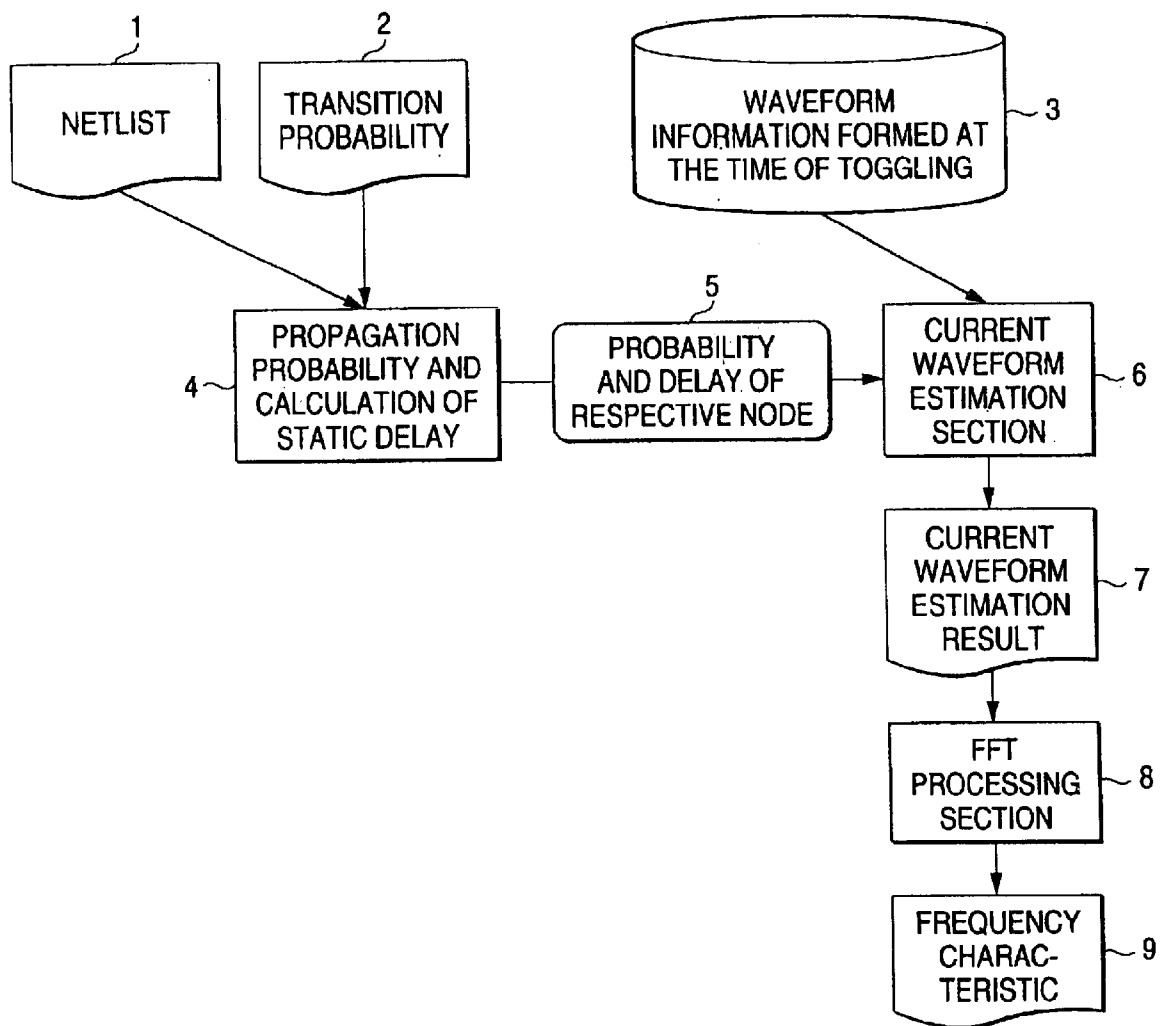 1
NETLIST
2
TRANSITION
PROBABILITY
WAVEFORM
INFORMATION FORMED AT
THE TIME OF TOGGLING
3
4
PROPAGATION
PROBABILITY AND
CALCULATION OF
STATIC DELAY
5
PROBABILITY
AND DELAY OF
RESPECTIVE NODE
CURRENT
WAVEFORM
ESTIMATION
SECTION
6
CURRENT
WAVEFORM
ESTIMATION
RESULT
7
FFT
PROCESSING
SECTION
8
FREQUENCY
CHARAC-
TERISTIC
9